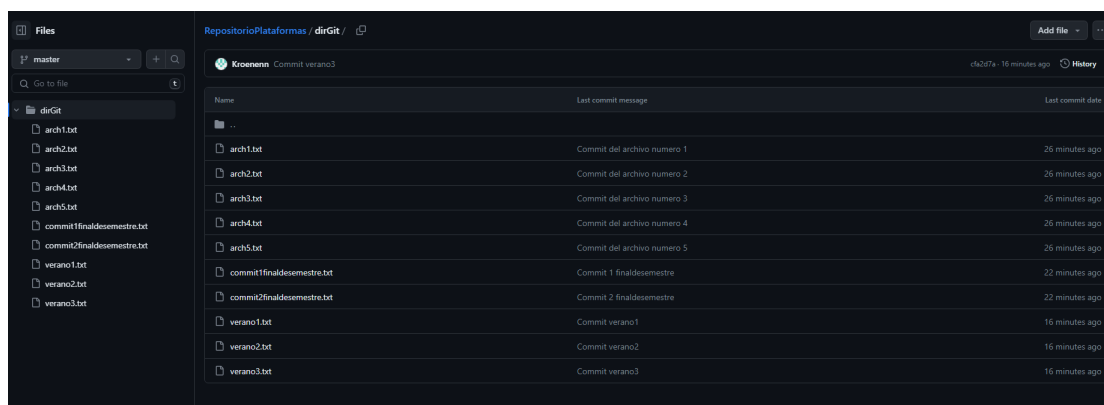 Files
master
Go to file
t
dirGit
arch1.txt
arch2.txt
arch3.txt
arch4.txt
arch5.txt
commit1finaldesemestre.txt
commit2finaldesemestre.txt
verano1.txt
verano2.txt
verano3.txt
RepositorioPlataformas / dirGit /
Add file
Kroenenn Commit verano3
cfa2d7a · 16 minutes ago History
Name Last commit message Last commit date
..
arch1.txt Commit del archivo numero 1 26 minutes ago
arch2.txt Commit del archivo numero 2 26 minutes ago
arch3.txt Commit del archivo numero 3 26 minutes ago
arch4.txt Commit del archivo numero 4 26 minutes ago
arch5.txt Commit del archivo numero 5 26 minutes ago
commit1finaldesemestre.txt Commit 1 finaldesemestre 22 minutes ago
commit2finaldesemestre.txt Commit 2 finaldesemestre 22 minutes ago
verano1.txt Commit verano1 16 minutes ago
verano2.txt Commit verano2 16 minutes ago
verano3.txt Commit verano3 16 minutes ago